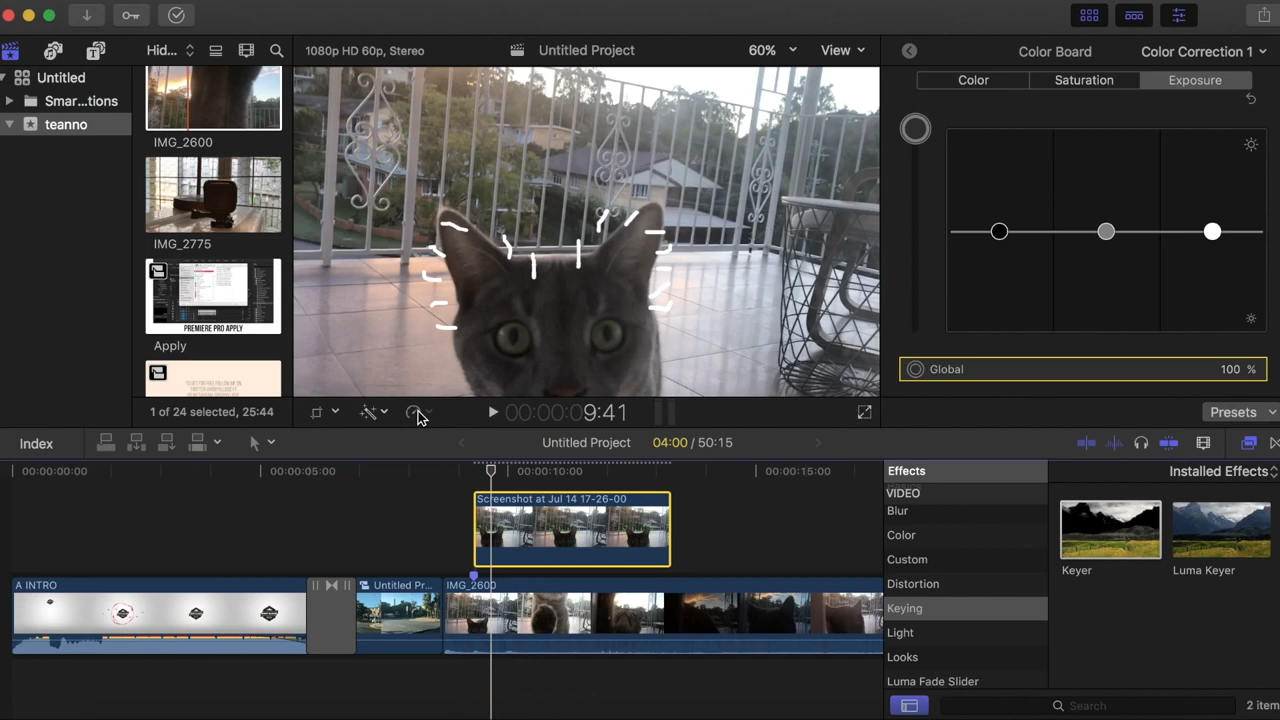 Hid...
1080p HD 60p, Stereo
Untitled Project
60%
View
Color Board
Color Correction 1
Untitled
Smar...tions
teanno
IMG_2600
IMG_2775
PREMIERE PRO APPLY
Apply
1 of 24 selected, 25:44
00:00:09:41
Color
Saturation
Exposure
Global
100 %
Presets
Index
Untitled Project
04:00 / 50:15
00:00:00:00
00:00:05:00
00:00:10:00
00:00:15:00
Screenshot at Jul 14 17-26-00
A INTRO
Untitled Pr...
IMG_2600
Effects
Installed Effects
VIDEO
Blur
Color
Custom
Distortion
Keying
Light
Looks
Luma Fade Slider
Keyer
Luma Keyer
Search
2 item